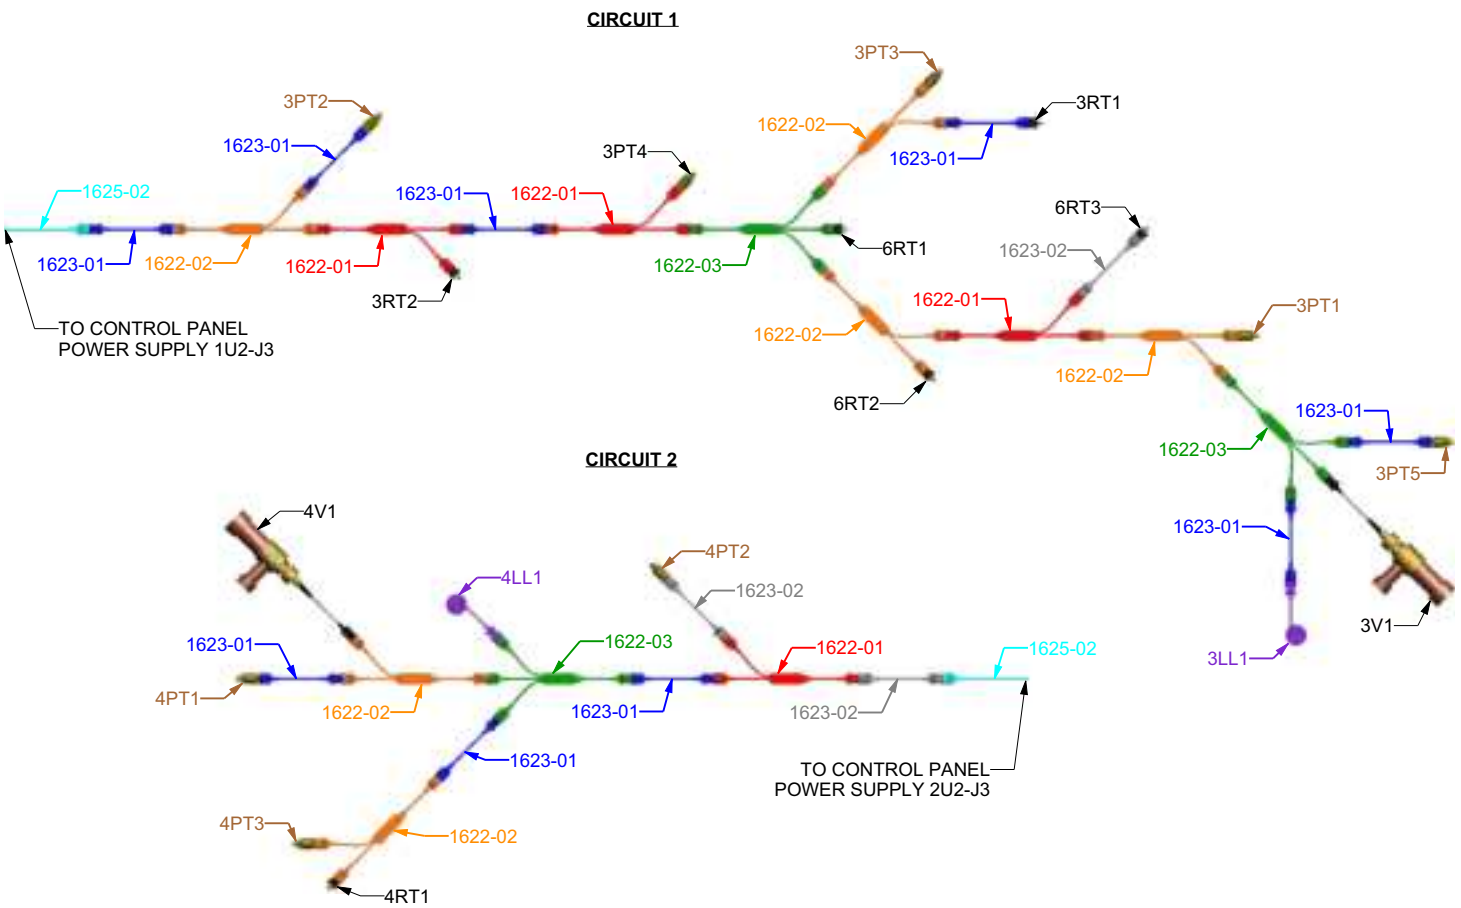 CIRCUIT 1
3PT3
3PT2
3RT1
1622-02
1623-01
3PT4
1623-01
1625-02
1623-01
1622-01
6RT3
6RT1
1623-02
1623-01
1622-02
1622-01
1622-03
3RT2
1622-01
3PT1
TO CONTROL PANEL
POWER SUPPLY 1U2-J3
1622-02
1622-02
6RT2
1623-01
1622-03
CIRCUIT 2
3PT5
4V1
1623-01
4PT2
4LL1
1623-02
3V1
1623-01
1622-03
1622-01
1625-02
3LL1
4PT1
1622-02
1623-01
1623-02
1623-01
TO CONTROL PANEL
POWER SUPPLY 2U2-J3
4PT3
1622-02
4RT1